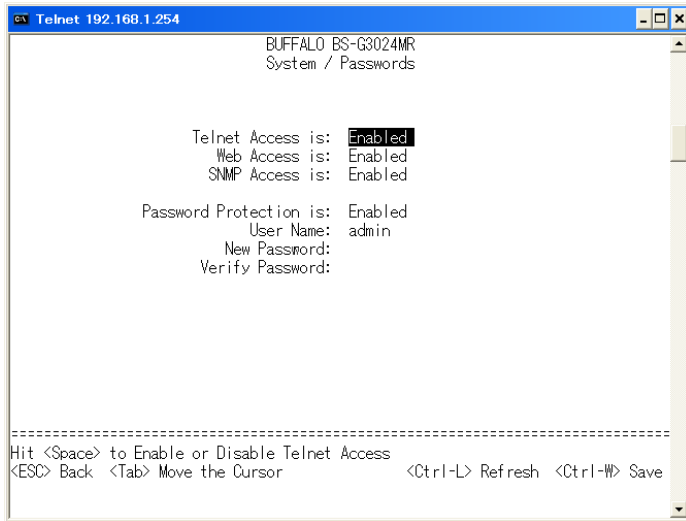 Telnet 192.168.1.254
BUFFALO BS-G3024MR
System / Passwords
Telnet Access is: Enabled
Web Access is: Enabled
SNMP Access is: Enabled
Password Protection is: Enabled
User Name: admin
New Password:
Verify Password:
Hit <Space> to Enable or Disable Telnet Access
<ESC> Back <Tab> Move the Cursor <Ctrl-L> Refresh <Ctrl-W> Save